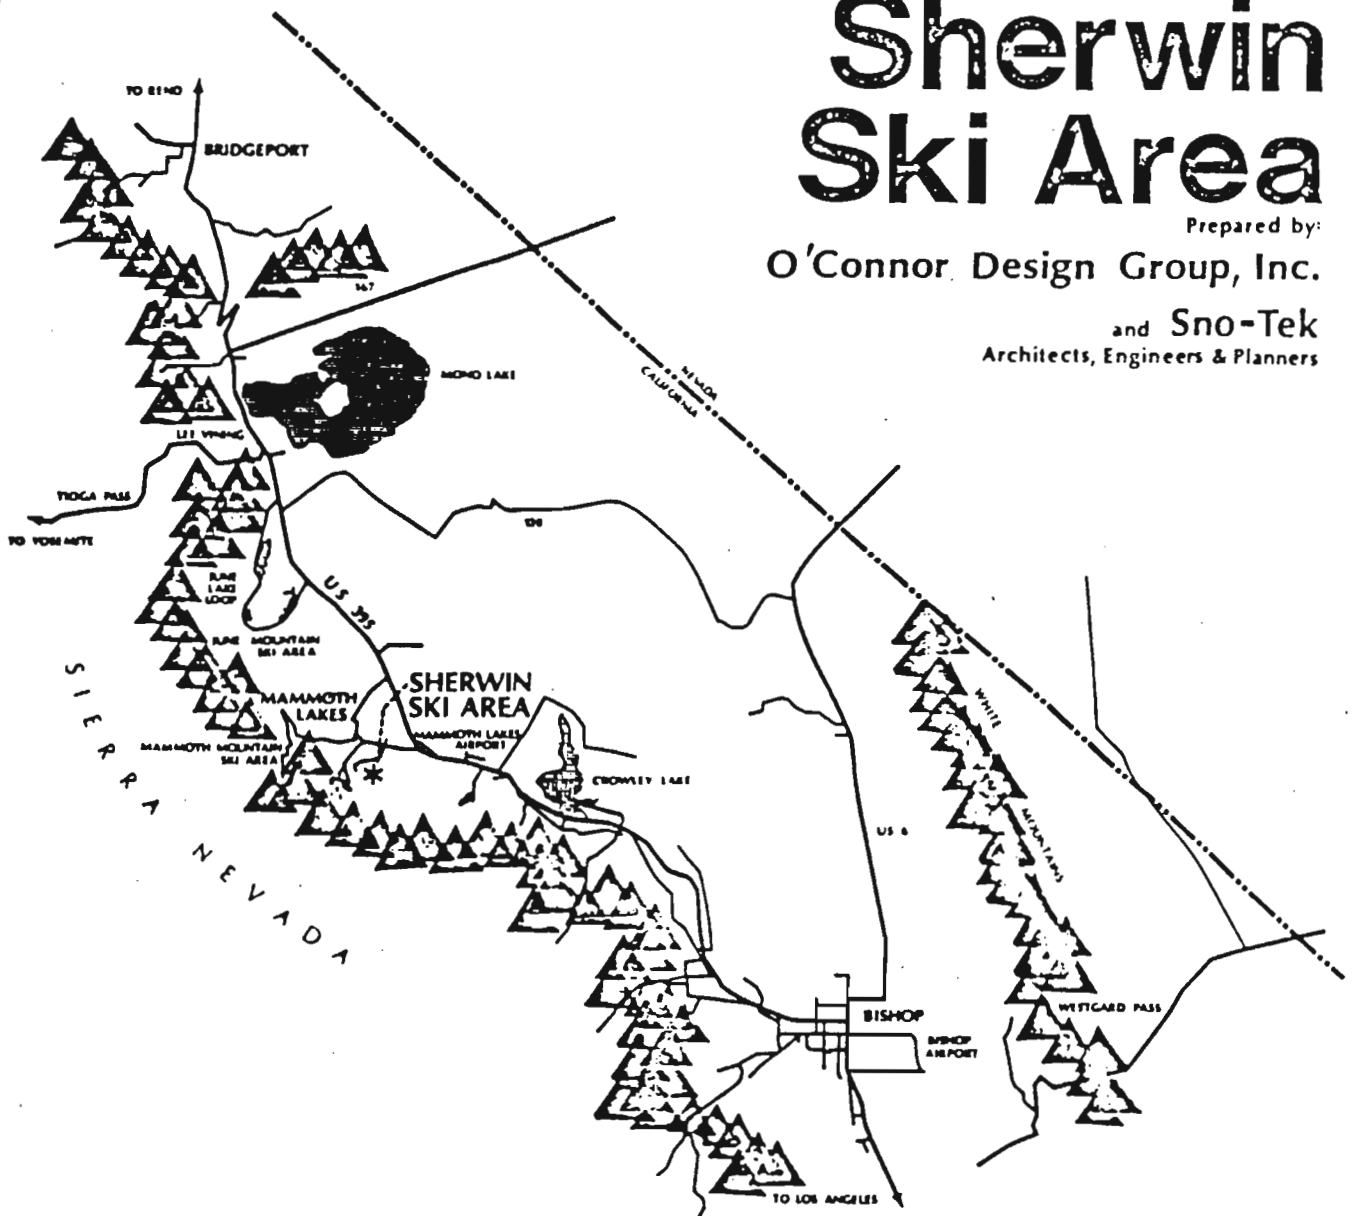 Sherwin
Ski Area
Prepared by:
O'Connor Design Group, Inc.
and Sno-Tek
Architects, Engineers & Planners
TO RENO
BRIDGEPORT
167
MONO LAKE
NEVADA
CALIFORNIA
LEE VINING
TIOGA PASS
TO YOSEMITE
120
JUNE
LAKE
LOOP
US 395
JUNE MOUNTAIN
SKI AREA
SHERWIN
SKI AREA
MAMMOTH
LAKES
MAMMOTH LAKES
AIRPORT
MAMMOTH MOUNTAIN
SKI AREA
CROWLEY LAKE
SIERRA NEVADA
WHITE MOUNTAINS
US 6
WESTGARD PASS
BISHOP
BISHOP
AIRPORT
TO LOS ANGELES